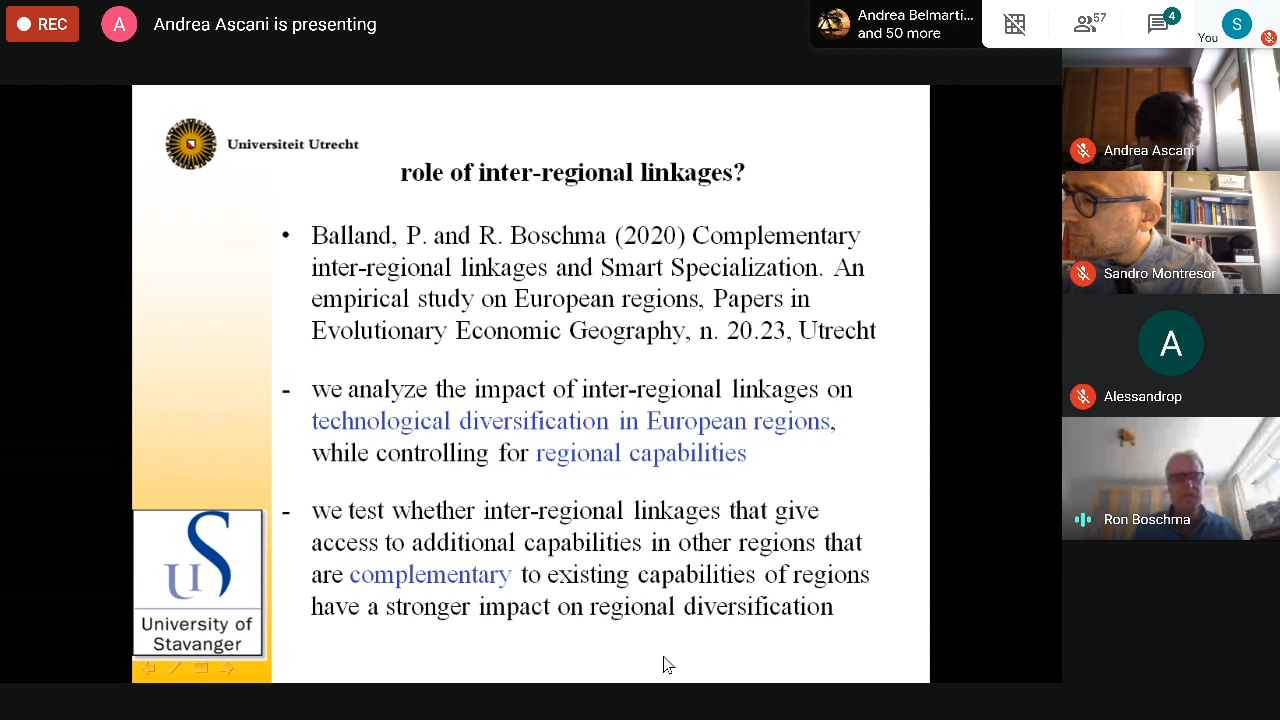 REC
A
Andrea Ascani is presenting
Andrea Belmarti...
and 50 more
57
4
You
S
Universiteit Utrecht
role of inter-regional linkages?
• Balland, P. and R. Boschma (2020) Complementary
inter-regional linkages and Smart Specialization. An
empirical study on European regions, Papers in
Evolutionary Economic Geography, n. 20.23, Utrecht
- we analyze the impact of inter-regional linkages on
technological diversification in European regions,
while controlling for regional capabilities
- we test whether inter-regional linkages that give
access to additional capabilities in other regions that
are complementary to existing capabilities of regions
have a stronger impact on regional diversification
US
University of
Stavanger
Andrea Ascani
Sandro Montresor
A
Alessandrop
Ron Boschma